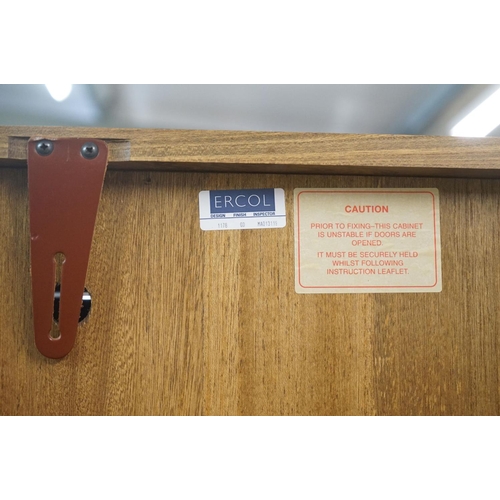 ERCOL
DESIGN FINISH INSPECTOR
CAUTION
PRIOR TO FIXING-THIS CABINET
IS UNSTABLE IF DOORS ARE
OPENED
IT MUST BE SECURELY HELD
WHILST FOLLOWING
INSTRUCTION LEAFLET